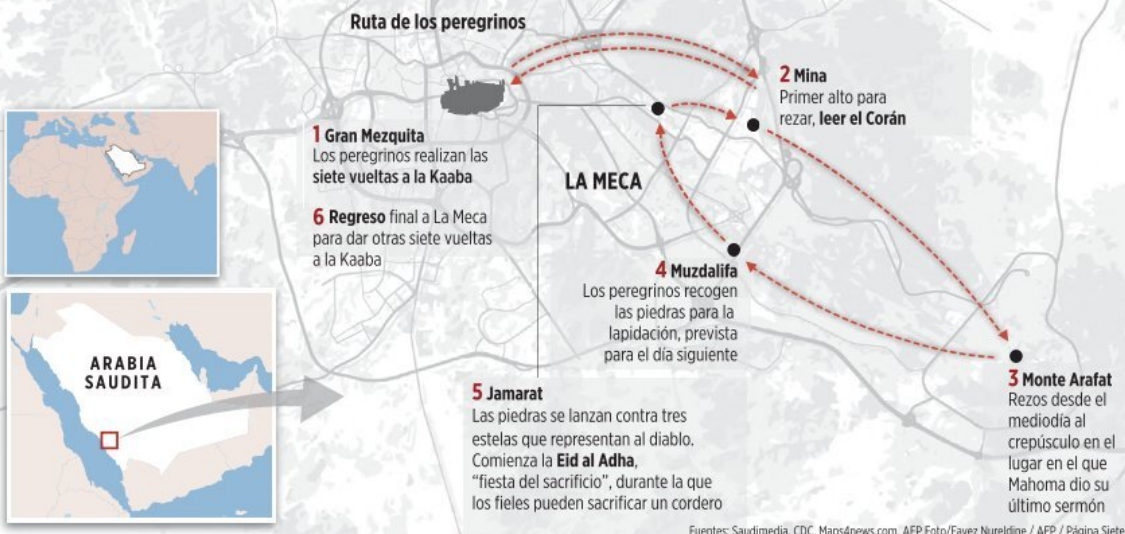 Ruta de los peregrinos
1 Gran Mezquita
Los peregrinos realizan las
siete vueltas a la Kaaba
6 Regreso final a La Meca
para dar otras siete vueltas
a la Kaaba
2 Mina
Primer alto para
rezar, leer el Corán
LA MECA
4 Muzdalifa
Los peregrinos recogen
las piedras para la
lapidación, prevista
para el día siguiente
ARABIA
SAUDITA
5 Jamarat
Las piedras se lanzan contra tres
estelas que representan al diablo.
Comienza la Eid al Adha,
“fiesta del sacrificio”, durante la que
los fieles pueden sacrificar un cordero
3 Monte Arafat
Rezos desde el
mediodía al
crepúsculo en el
lugar en el que
Mahoma dio su
último sermón
Fuentes: Saudimedia, CDC, Maps4news.com, AFP Foto/Fayez Nureldine / AFP / Página Siete